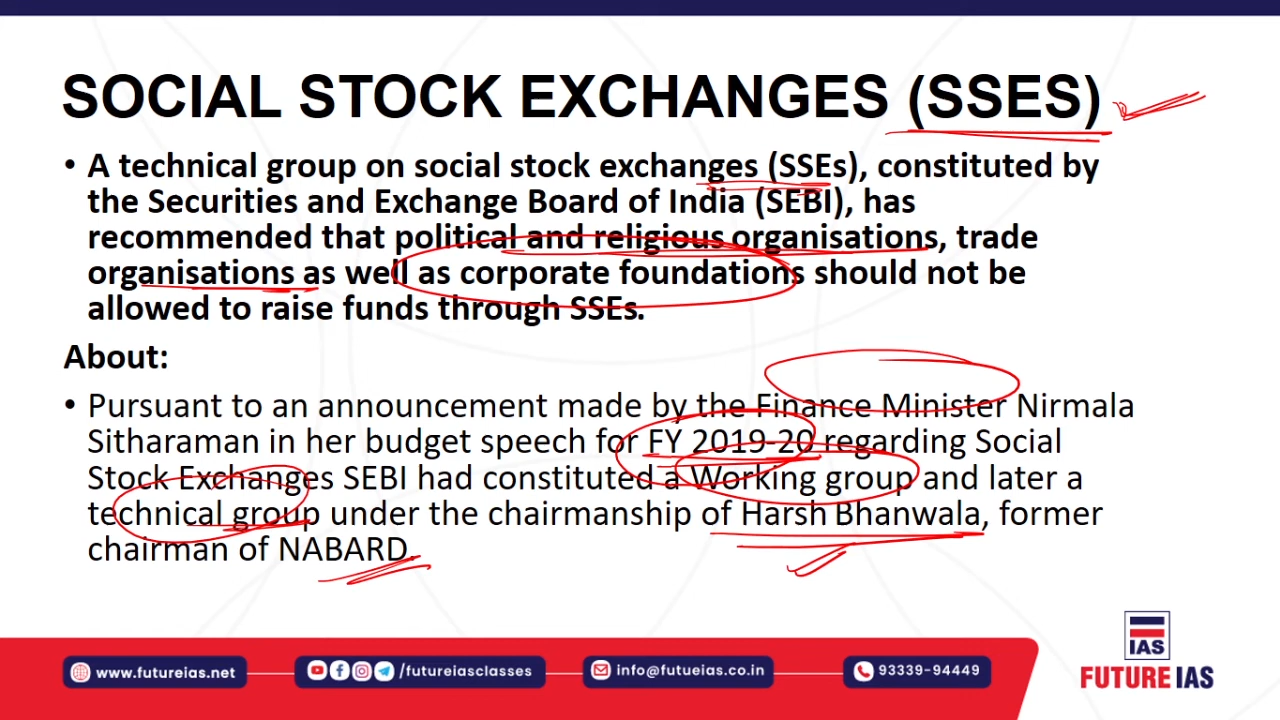 SOCIAL STOCK EXCHANGES (SSES)
• A technical group on social stock exchanges (SSEs), constituted by
the Securities and Exchange Board of India (SEBI), has
recommended that political and religious organisations, trade
organisations as well as corporate foundations should not be
allowed to raise funds through SSEs.
About:
• Pursuant to an announcement made by the Finance Minister Nirmala
Sitharaman in her budget speech for FY 2019-20 regarding Social
Stock Exchanges SEBI had constituted a Working group and later a
technical group under the chairmanship of Harsh Bhanwala, former
chairman of NABARD.
IAS
FUTURE IAS
www.futureias.net
/futureiasclasses
info@futueias.co.in
93339-94449